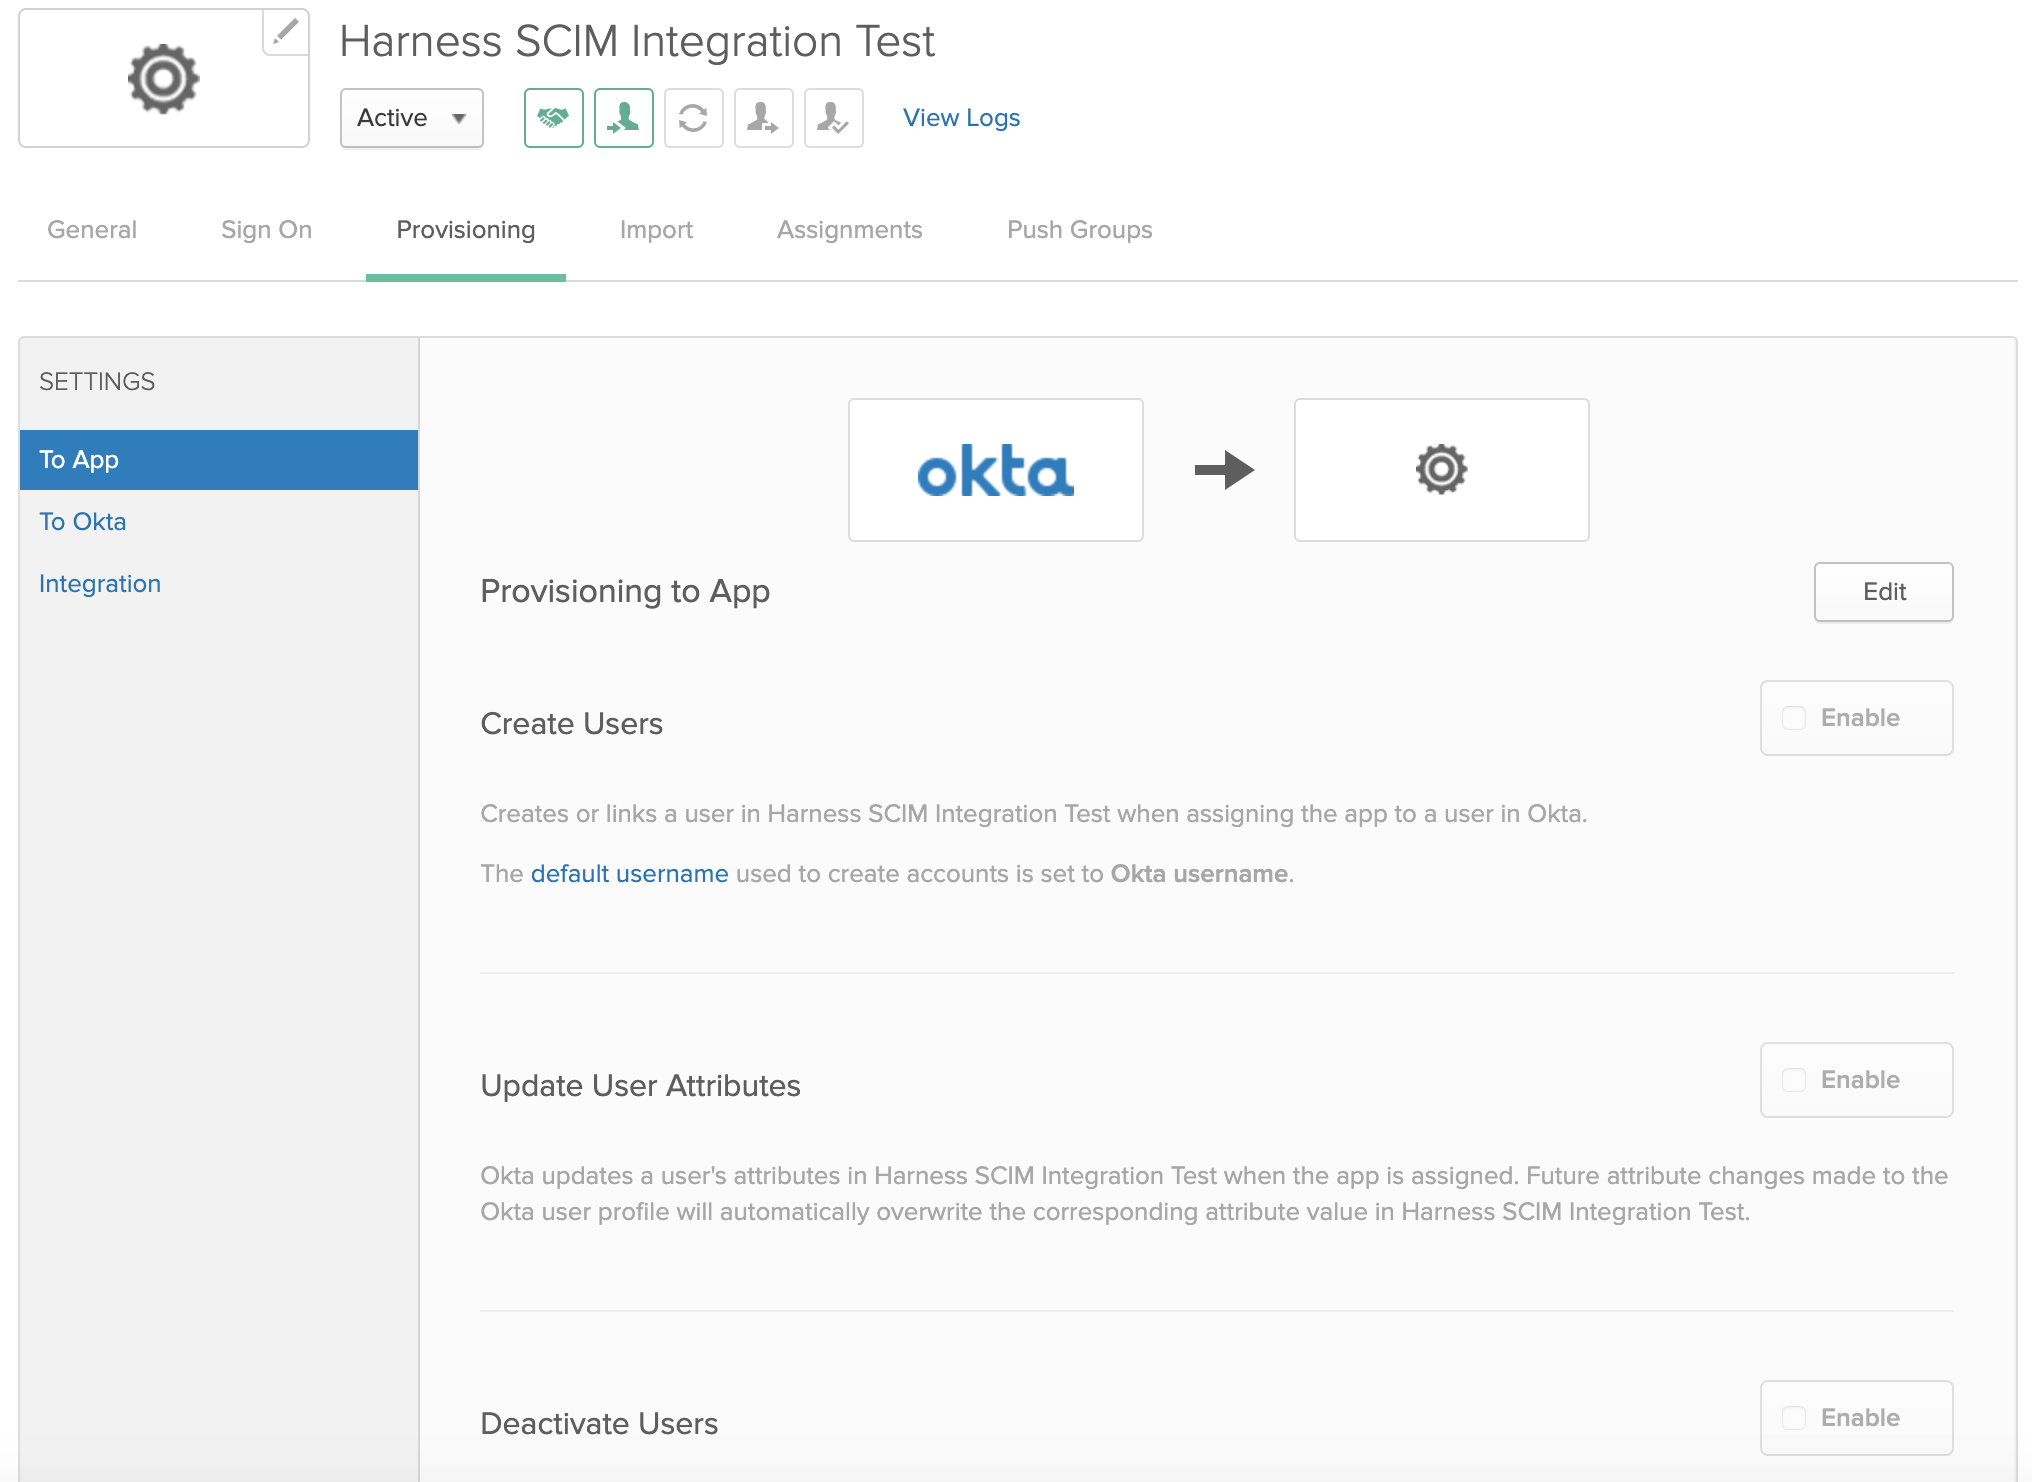 Harness SCIM Integration Test
Active
View Logs
General
Sign On
Provisioning
Import
Assignments
Push Groups
SETTINGS
To App
To Okta
Integration
okta
Provisioning to App
Edit
Create Users
Enable
Creates or links a user in Harness SCIM Integration Test when assigning the app to a user in Okta.
The default username used to create accounts is set to Okta username.
Update User Attributes
Enable
Okta updates a user's attributes in Harness SCIM Integration Test when the app is assigned. Future attribute changes made to the
Okta user profile will automatically overwrite the corresponding attribute value in Harness SCIM Integration Test.
Deactivate Users
Enable